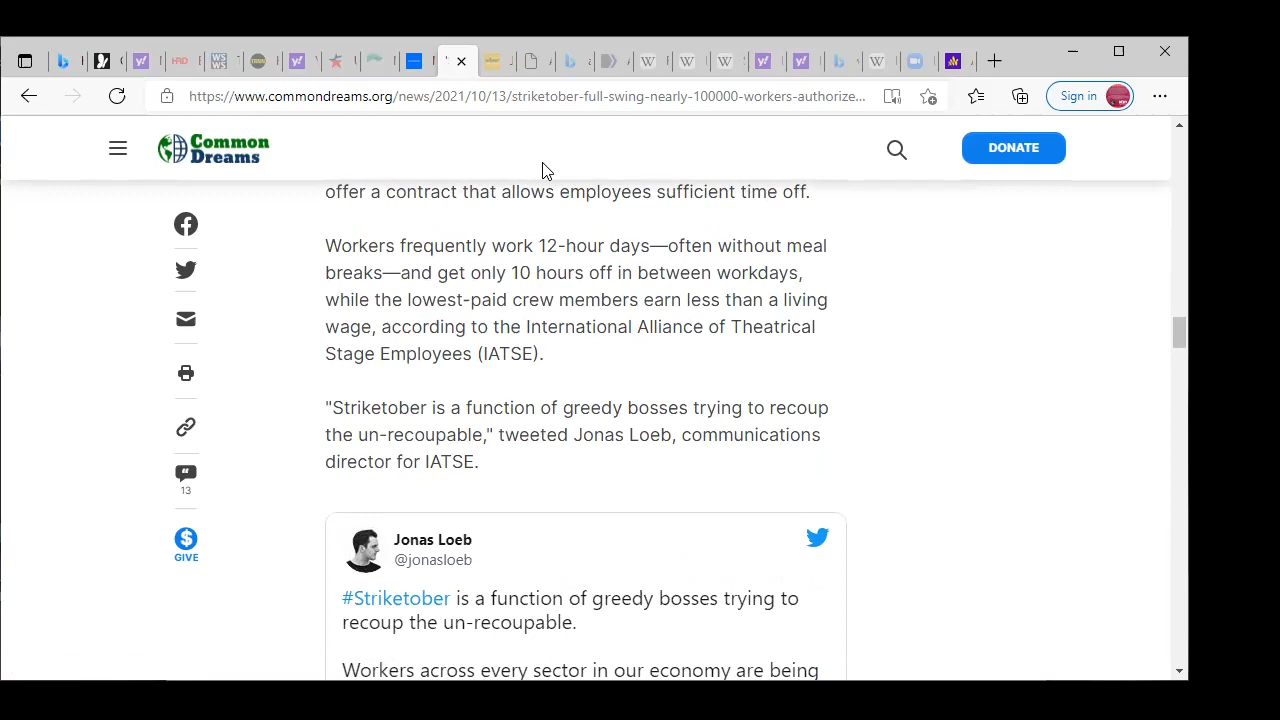 https://www.commondreams.org/news/2021/10/13/striketober-full-swing-nearly-100000-workers-authorize...
Sign in
Common
Dreams
DONATE
offer a contract that allows employees sufficient time off.
Workers frequently work 12-hour days—often without meal
breaks—and get only 10 hours off in between workdays,
while the lowest-paid crew members earn less than a living
wage, according to the International Alliance of Theatrical
Stage Employees (IATSE).
"Striketober is a function of greedy bosses trying to recoup
the un-recoupable," tweeted Jonas Loeb, communications
director for IATSE.
13
GIVE
Jonas Loeb
@jonasloeb
#Striketober is a function of greedy bosses trying to
recoup the un-recoupable.
Workers across every sector in our economy are being